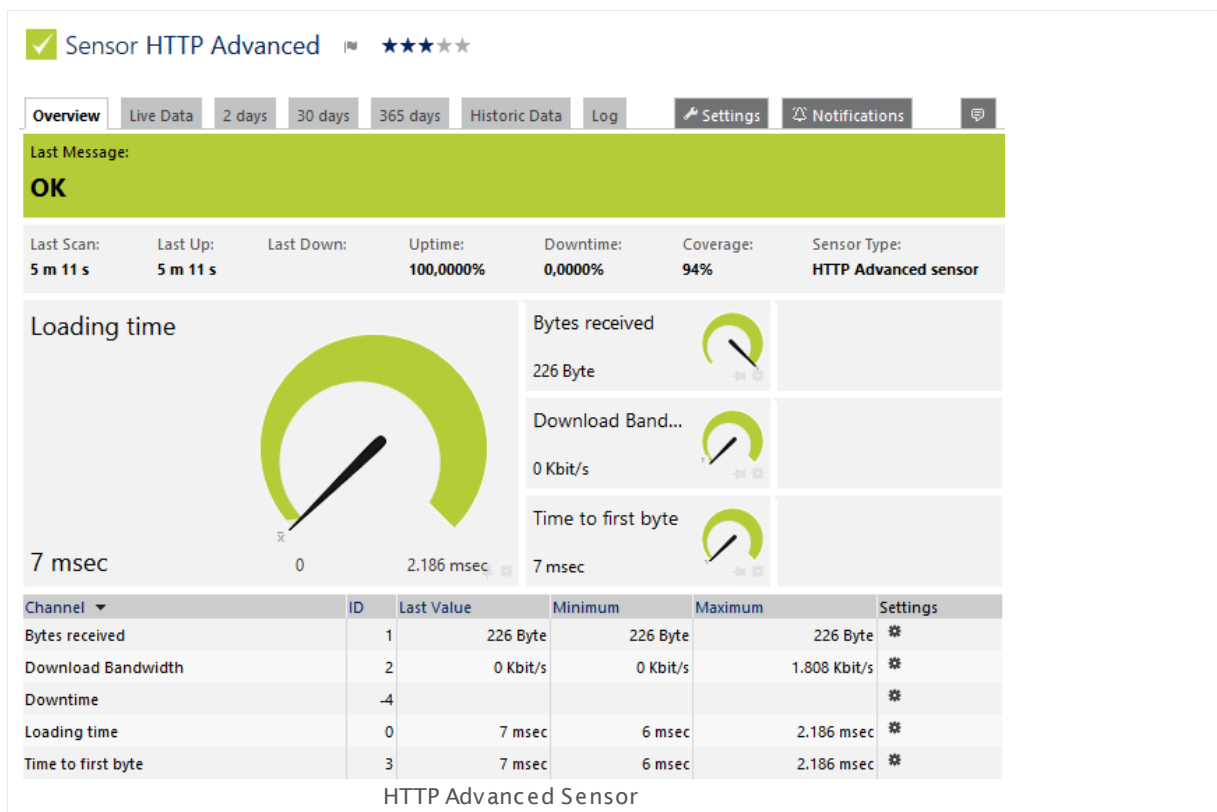 Sensor HTTP Advanced
Overview Live Data 2 days 30 days 365 days Historic Data Log Settings Notifications
Last Message:
OK
Last Scan: Last Up: Last Down: Uptime: Downtime: Coverage: Sensor Type:
5 m 11 s 5 m 11 s 100,0000% 0,0000% 94% HTTP Advanced sensor
Loading time
7 msec 0 2.186 msec
Bytes received
226 Byte
Download Band...
0 Kbit/s
Time to first byte
7 msec
Channel ID Last Value Minimum Maximum Settings
Bytes received 1 226 Byte 226 Byte 226 Byte
Download Bandwidth 2 0 Kbit/s 0 Kbit/s 1.808 Kbit/s
Downtime -4
Loading time 0 7 msec 6 msec 2.186 msec
Time to first byte 3 7 msec 6 msec 2.186 msec
HTTP Advanced Sensor